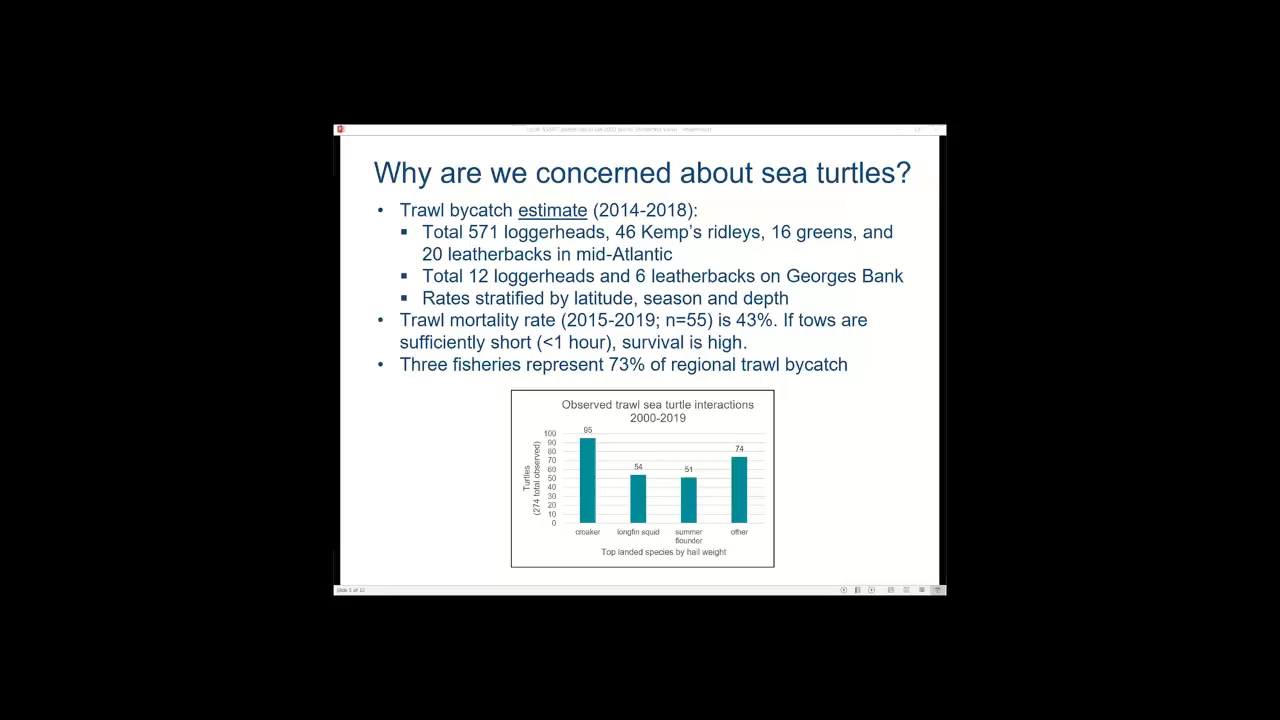 Why are we concerned about sea turtles?
• Trawl bycatch estimate (2014-2018):
▪ Total 571 loggerheads, 46 Kemp's ridleys, 16 greens, and
20 leatherbacks in mid-Atlantic
▪ Total 12 loggerheads and 6 leatherbacks on Georges Bank
▪ Rates stratified by latitude, season and depth
• Trawl mortality rate (2015-2019; n=55) is 43%. If tows are
sufficiently short (<1 hour), survival is high.
• Three fisheries represent 73% of regional trawl bycatch
Observed trawl sea turtle interactions
2000-2019
Turtles
(274 total observed)
100
90
80
70
60
50
40
30
20
10
0
95
54
51
74
croaker
longfin squid
summer
flounder
other
Top landed species by hail weight